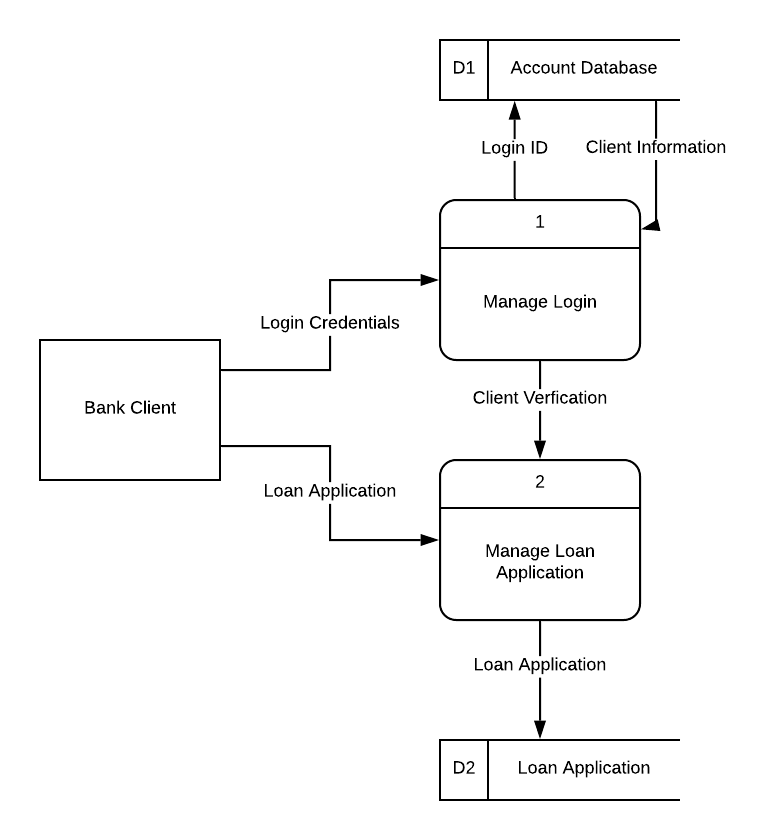 D1 Account Database
Login ID
Client Information
1
Manage Login
Login Credentials
Bank Client
Client Verfication
2
Loan Application
Manage Loan
Application
Loan Application
D2 Loan Application